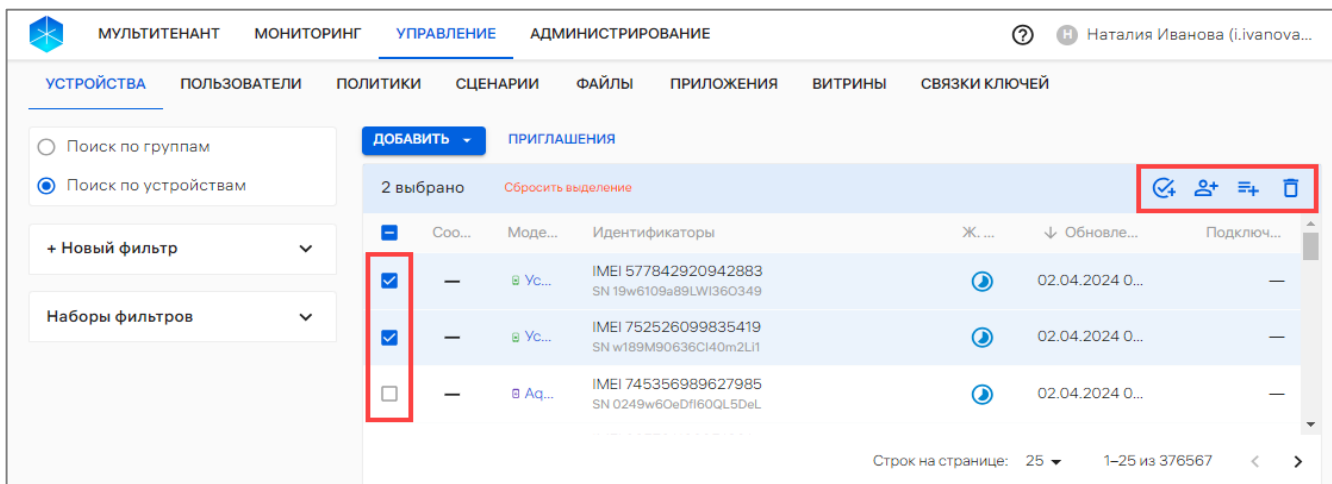 МУЛЬТИТЕНАНТ МОНИТОРИНГ УПРАВЛЕНИЕ АДМИНИСТРИРОВАНИЕ ? Н Наталия Иванова (i.ivanova...
УСТРОЙСТВА ПОЛЬЗОВАТЕЛИ ПОЛИТИКИ СЦЕНАРИИ ФАЙЛЫ ПРИЛОЖЕНИЯ ВИТРИНЫ СВЯЗКИ КЛЮЧЕЙ
Поиск по группам
Поиск по устройствам
+ Новый фильтр
Наборы фильтров
ДОБАВИТЬ ПРИГЛАШЕНИЯ
2 выбрано Сбросить выделение
Соо... Моде... Идентификаторы Ж. ... Обновле... Подключ...
— Ус... IMEI 577842920942883 02.04.2024 0... —
SN 19w6109a89LWI36O349
— Ус... IMEI 752526099835419 02.04.2024 0... —
SN w189M90636CI40m2Li1
— Aq... IMEI 745356989627985 02.04.2024 0... —
SN 0249w6OeDfI60QL5DeL
Строк на странице: 25 1–25 из 376567